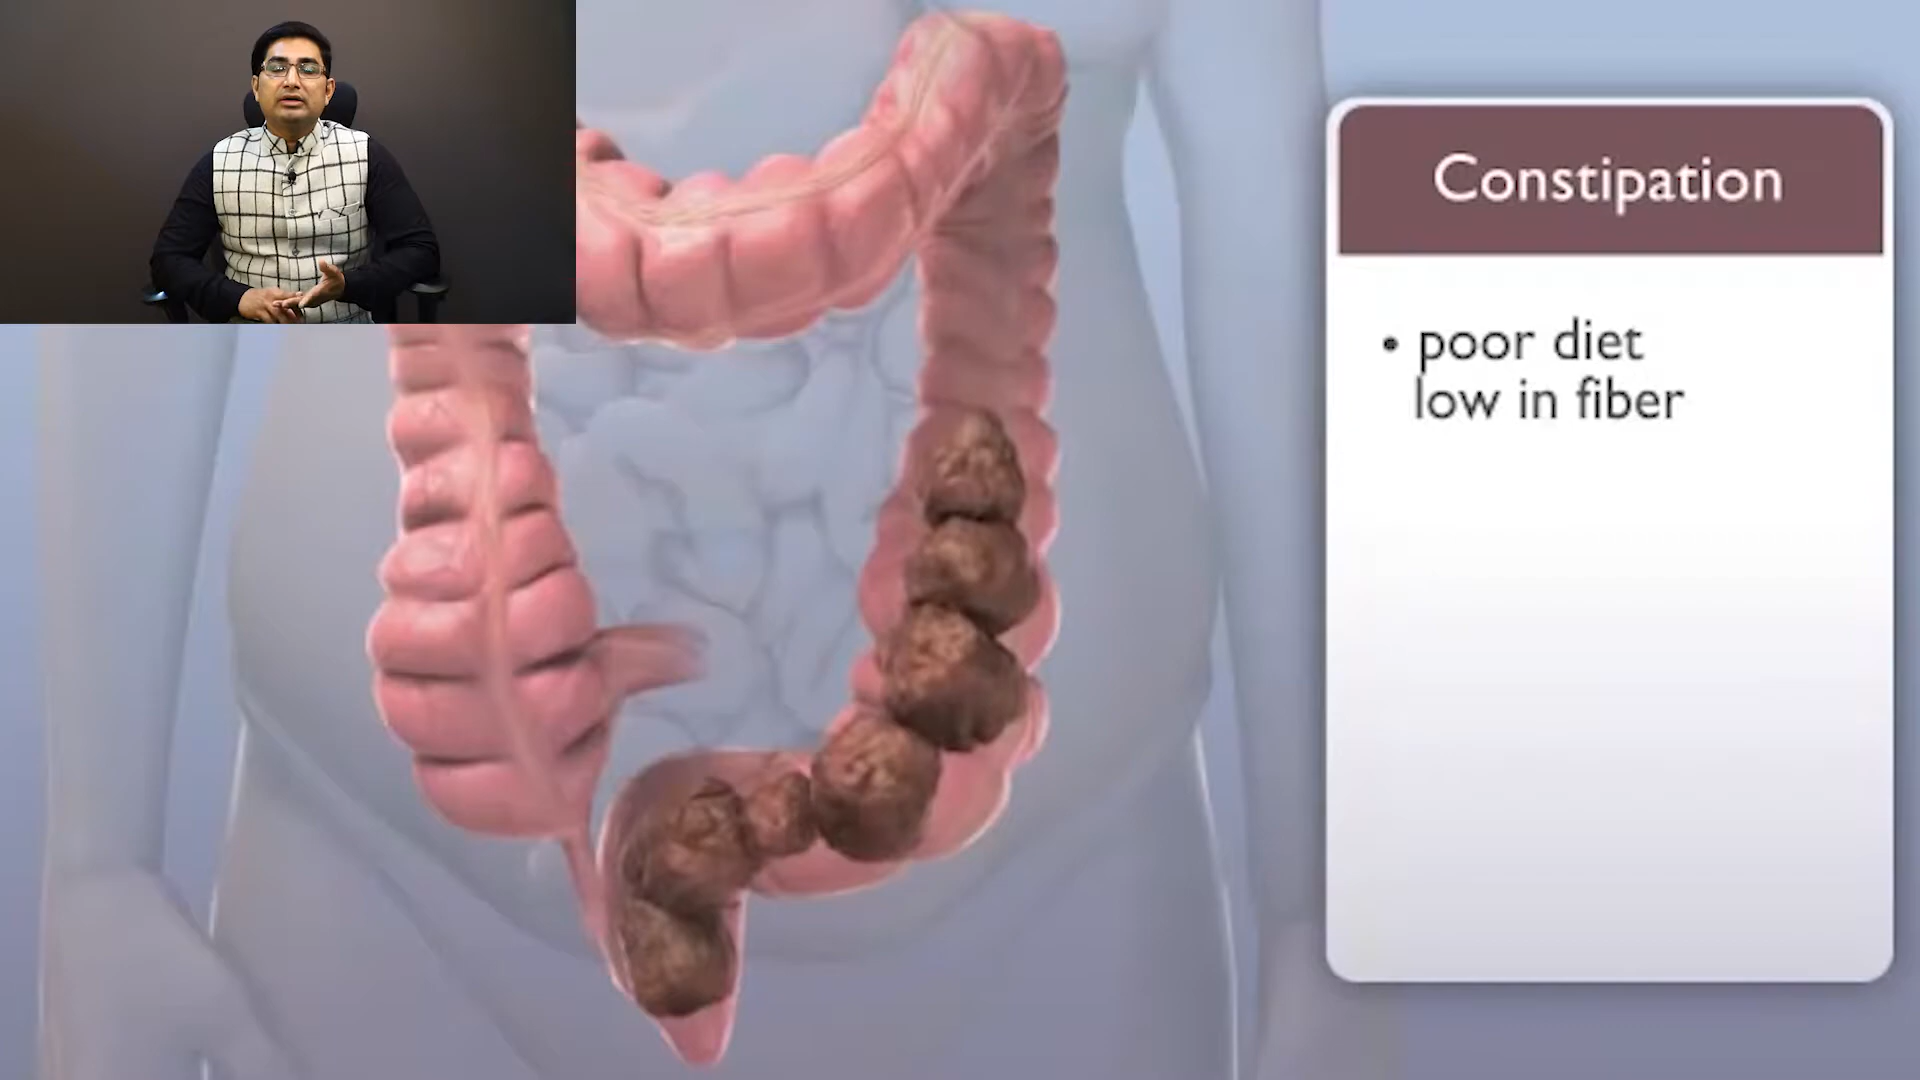 Constipation
• poor diet
low in fiber